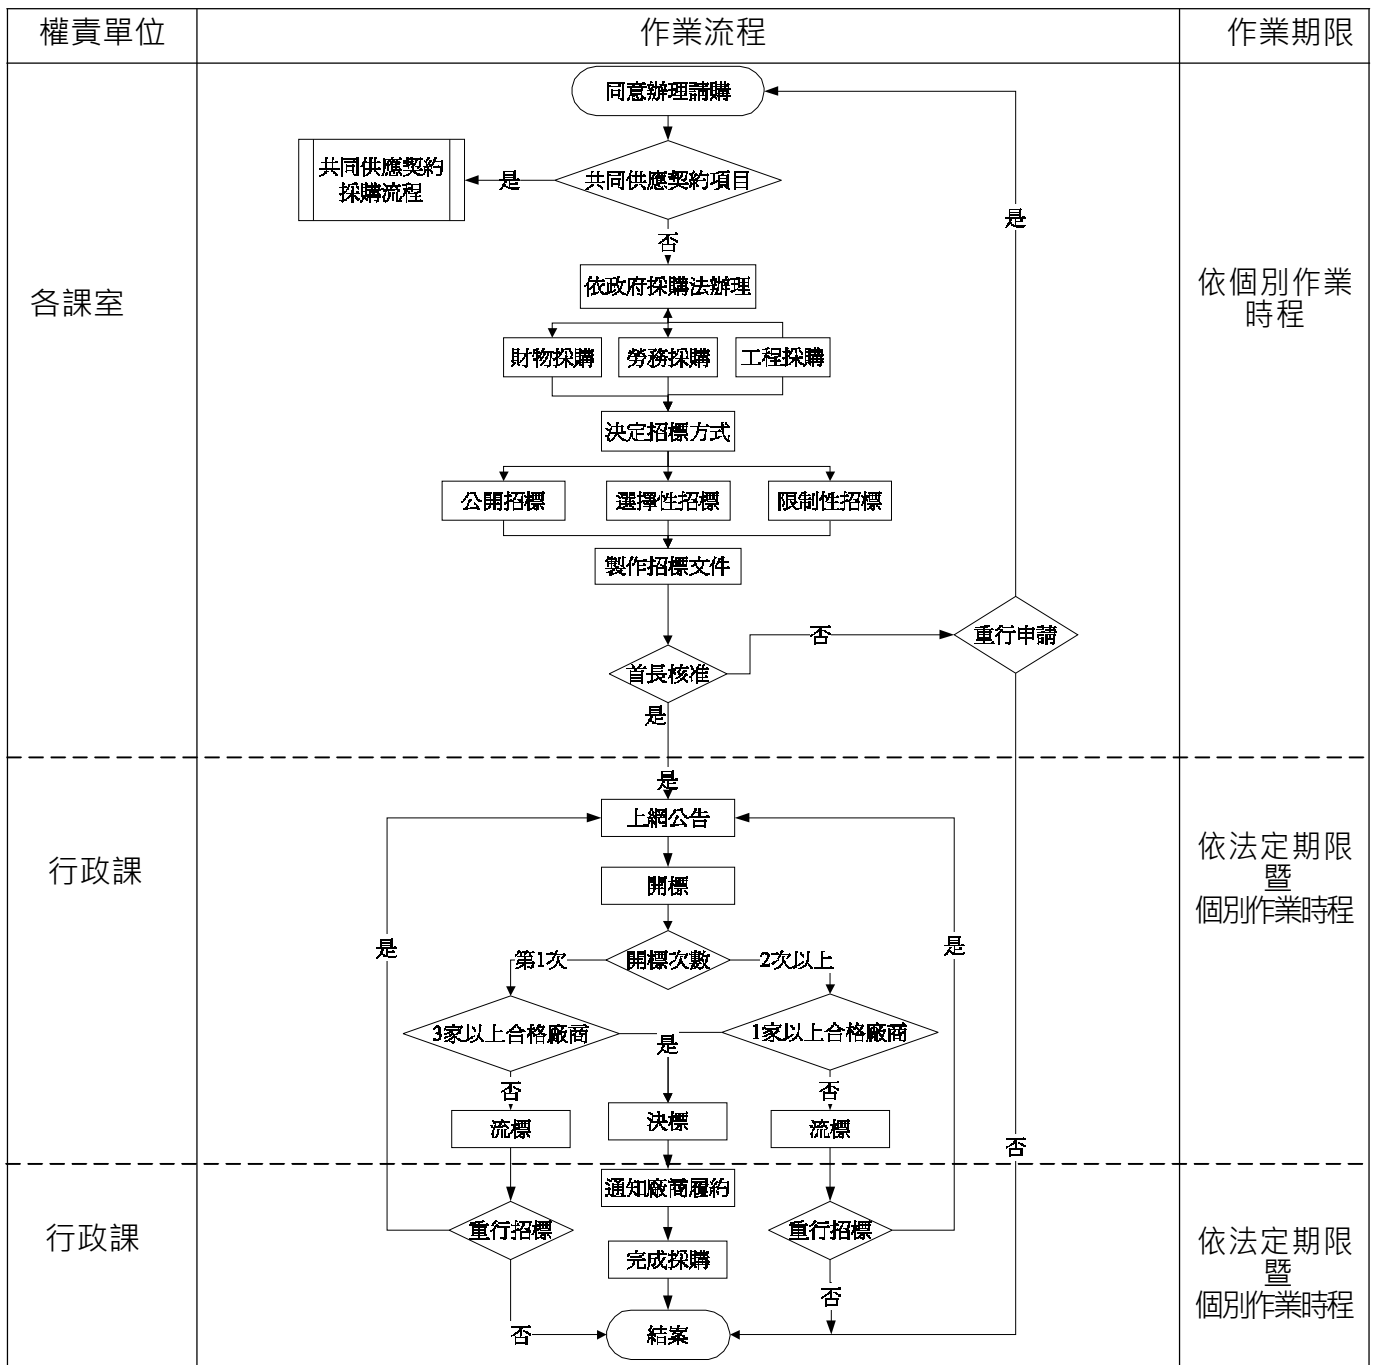 權責單位
作業流程
作業期限
同意辦理請購
共同供應契約
採購流程
是
共同供應契約項目
是
否
各課室
依政府採購法辦理
依個別作業
時程
財物採購
勞務採購
工程採購
決定招標方式
公開招標
選擇性招標
限制性招標
製作招標文件
否
重行申請
首長核准
是
是
上網公告
行政課
開標
依法定期限
暨
個別作業時程
是
第1次
開標次數
2次以上
是
3家以上合格廠商
是
1家以上合格廠商
否
否
流標
決標
流標
否
通知廠商履約
行政課
重行招標
重行招標
完成採購
依法定期限
暨
個別作業時程
否
否
結案